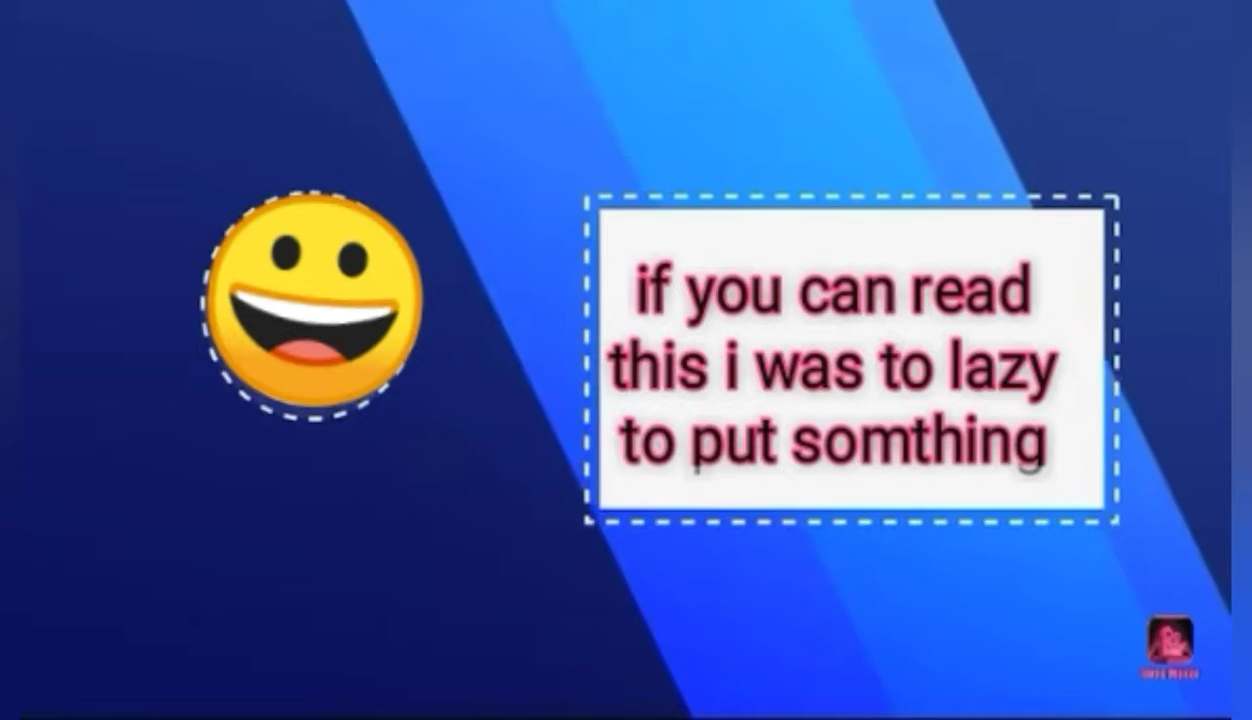 if you can read
this i was to lazy
to put somthing